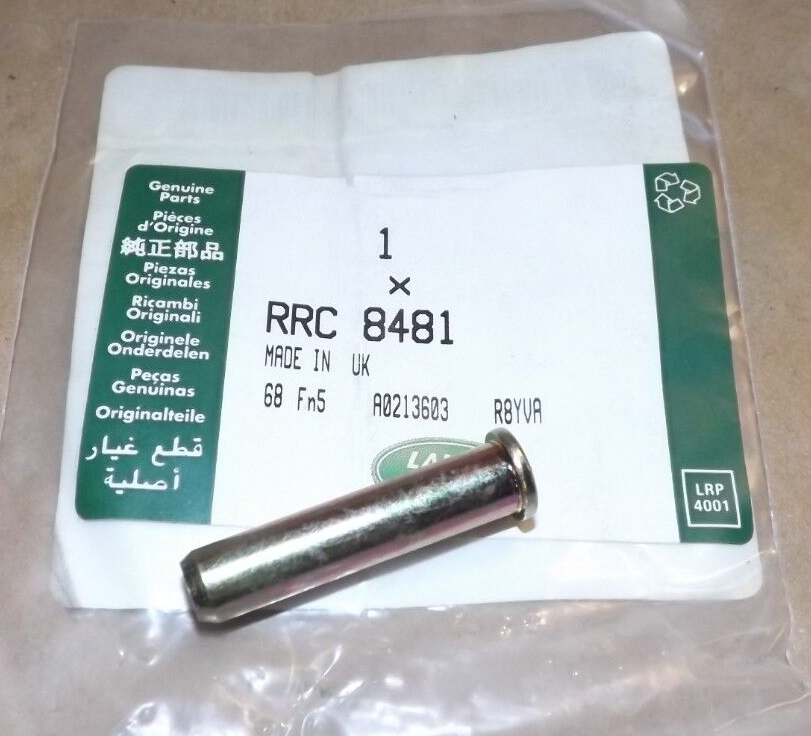 Genuine
Parts
Pièces
d'Origine
純正部品
Piezas
Originales
Ricambi
Originali
Originele
Onderdelen
Peças
Genuinas
Originalteile
قطع غيار
أصلية
1
x
RRC 8481
MADE IN UK
68 Fn5 A0213603 R8YVA
LRP
4001